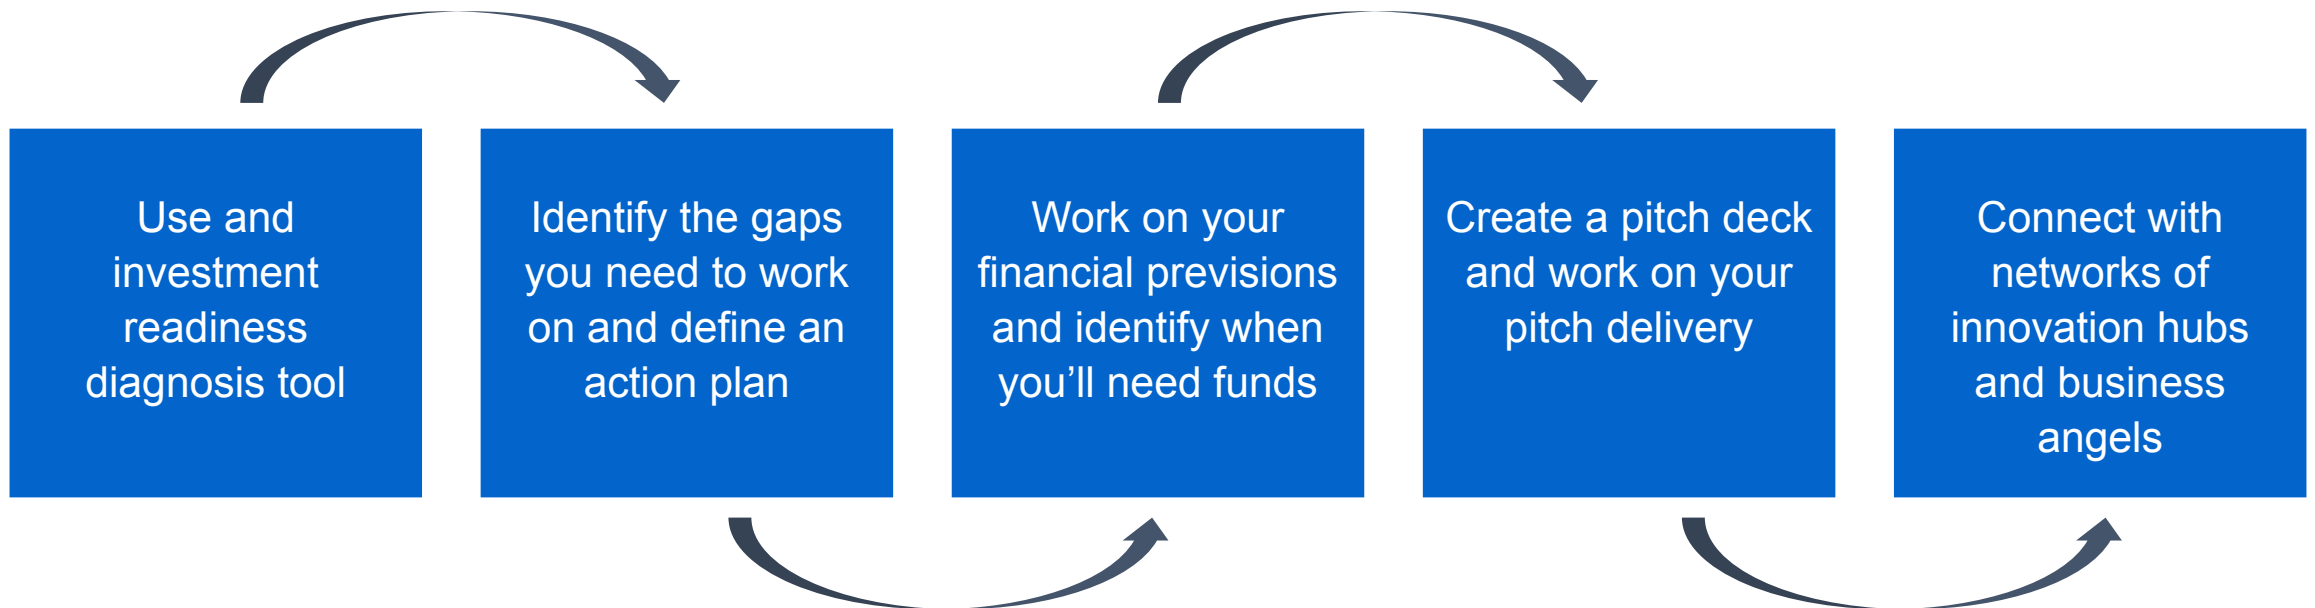 Use and
investment
readiness
diagnosis tool
Identify the gaps
you need to work
on and define an
action plan
Work on your
financial previsions
and identify when
you’ll need funds
Create a pitch deck
and work on your
pitch delivery
Connect with
networks of
innovation hubs
and business
angels